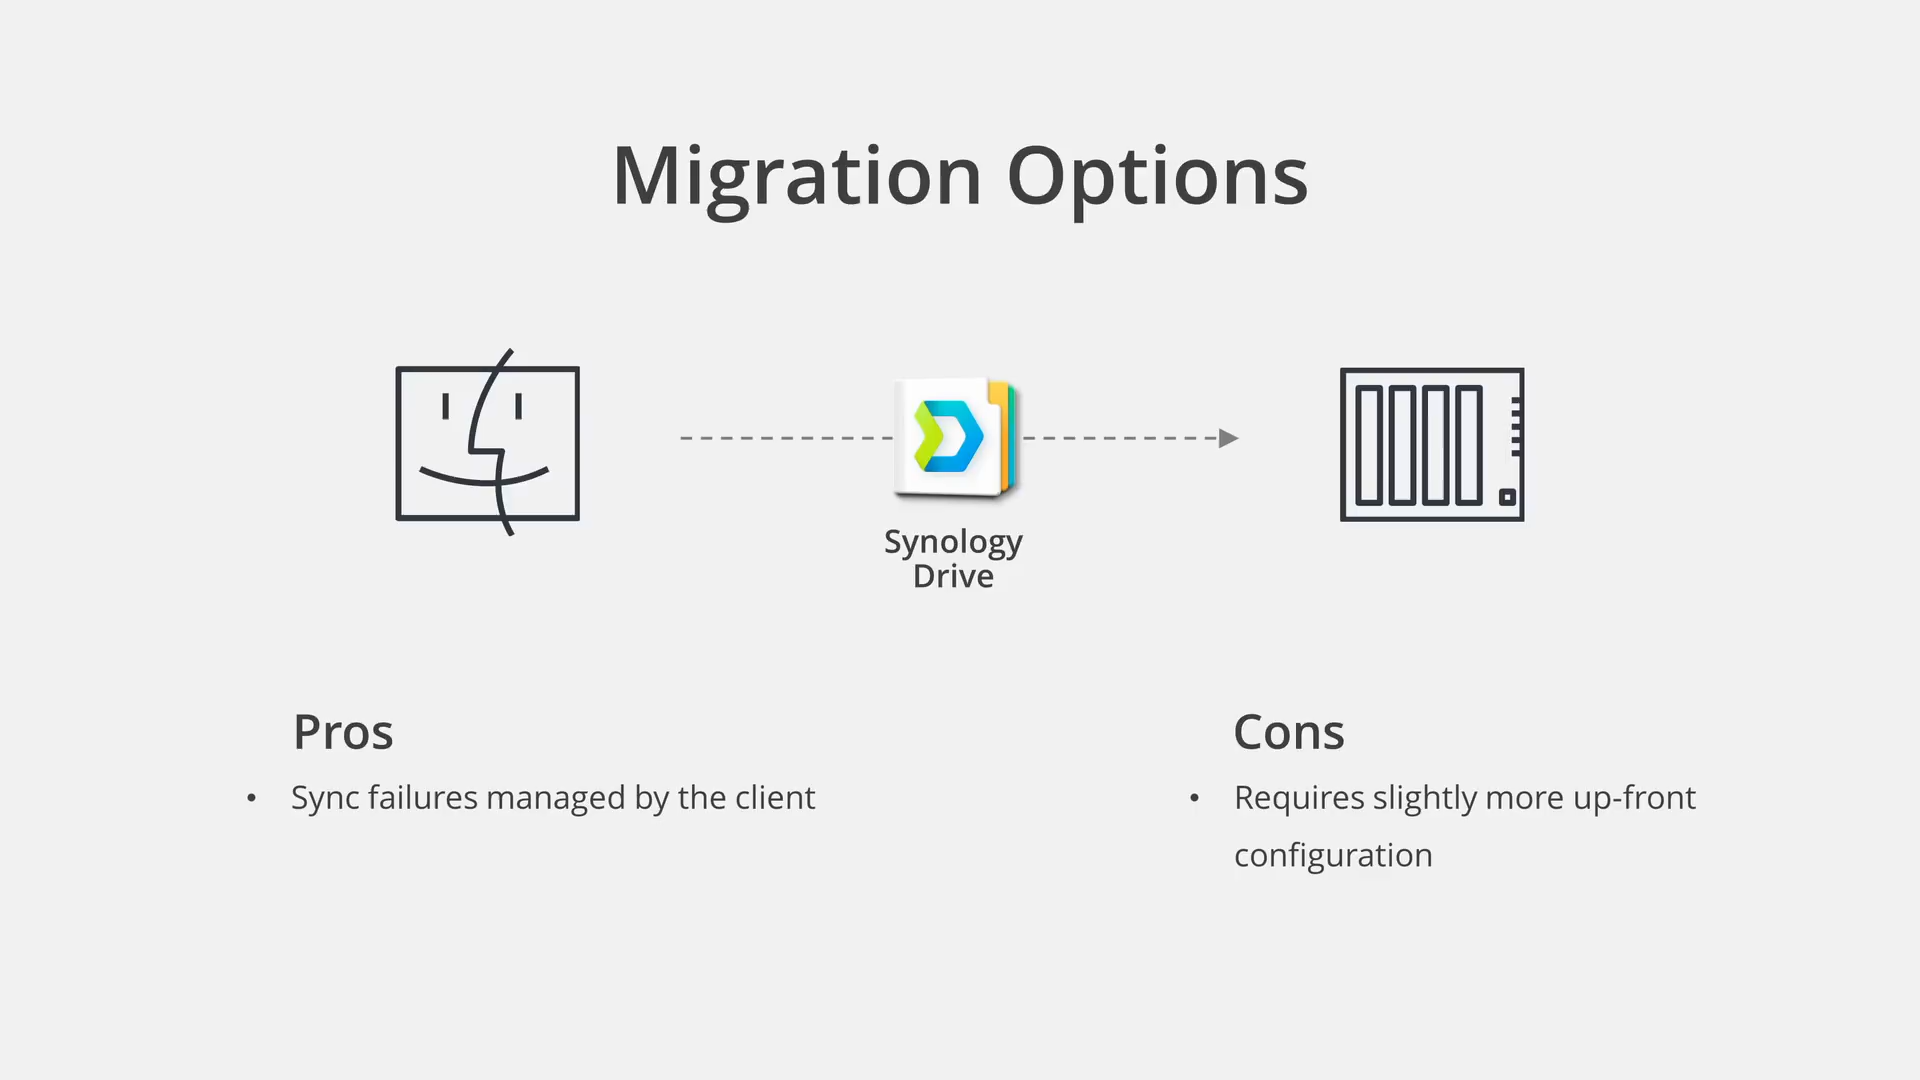 Migration Options
Synology
Drive
Pros
• Sync failures managed by the client
Cons
• Requires slightly more up-front
configuration